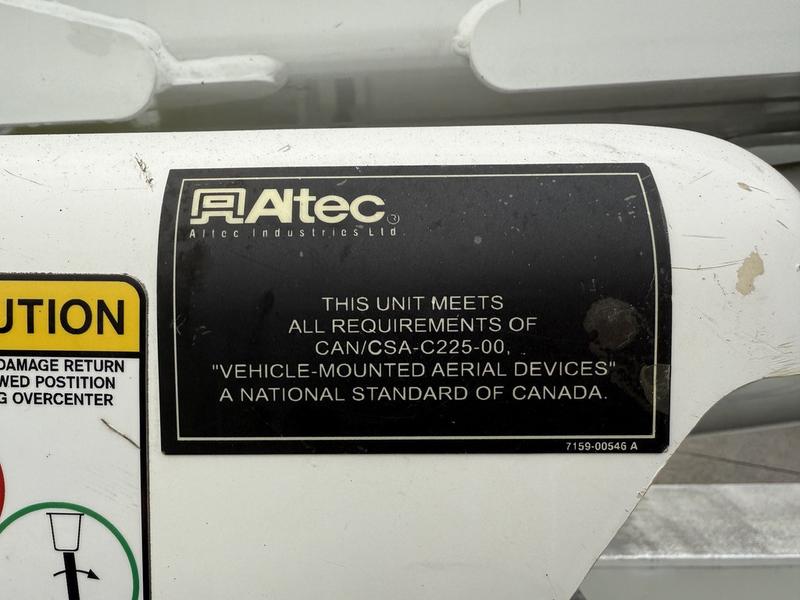 Altec®
Altec Industries Ltd.
THIS UNIT MEETS
ALL REQUIREMENTS OF
CAN/CSA-C225-00,
"VEHICLE-MOUNTED AERIAL DEVICES"
A NATIONAL STANDARD OF CANADA.
7159-00546 A
UTION
DAMAGE RETURN
WED POSTITION
G OVERCENTER